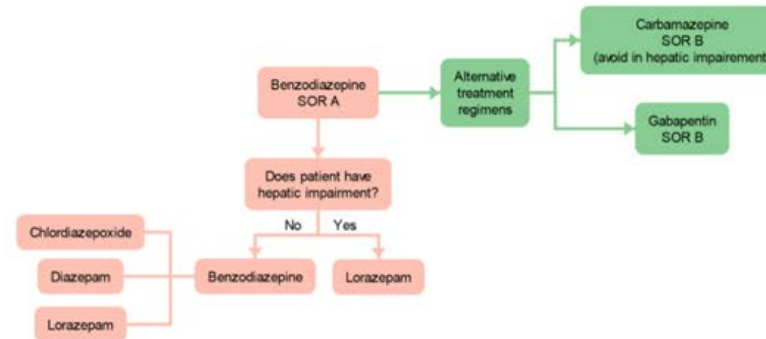 Carbamazepine
SOR B
(avoid in hepatic impairement
Benzodiazepine
SOR A
Alternative
treatment
regimens
Gabapentin
SOR B
Does patient have
hepatic impairment?
No Yes
Chlordiazepoxide
Diazepam
Benzodiazepine
Lorazepam
Lorazepam